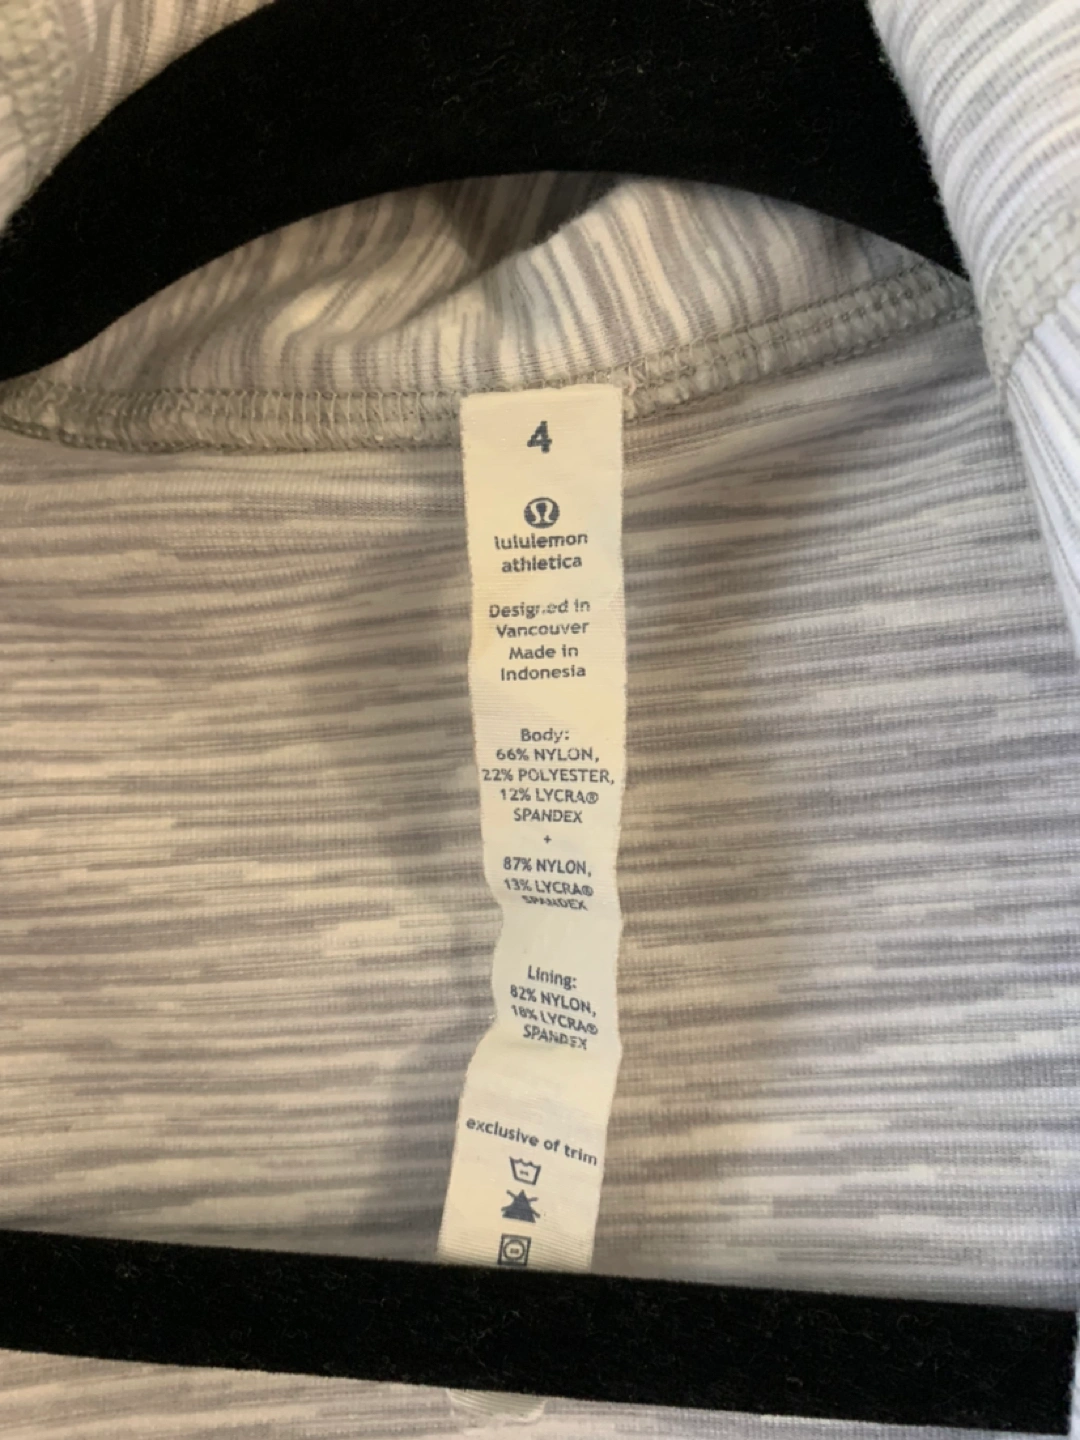 4
lululemon
athletica
Designed in
Vancouver
Made in
Indonesia
Body:
66% NYLON,
22% POLYESTER,
12% LYCRA®
SPANDEX
+
87% NYLON,
13% LYCRA®
SPANDEX
Lining:
82% NYLON,
18% LYCRA®
SPANDEX
exclusive of trim